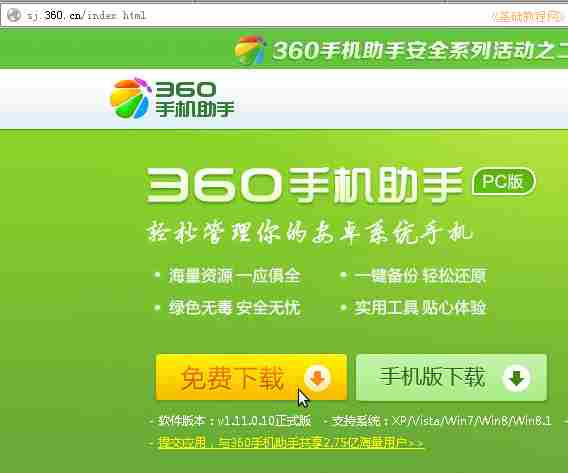 sj.360.cn/index.html
《基础教程网》
360手机助手安全系列活动之二
360
手机助手
360手机助手 PC版
轻松管理你的安卓系统手机
• 海量资源 一应俱全 • 一键备份 轻松还原
• 绿色无毒 安全无忧 • 实用工具 贴心体验
免费下载 手机版下载
- 软件版本：v1.11.0.10正式版 - 支持系统：XP/Vista/Win7/Win8/Win8.1 -
- 提交应用，与360手机助手共享2.75亿海量用户>>